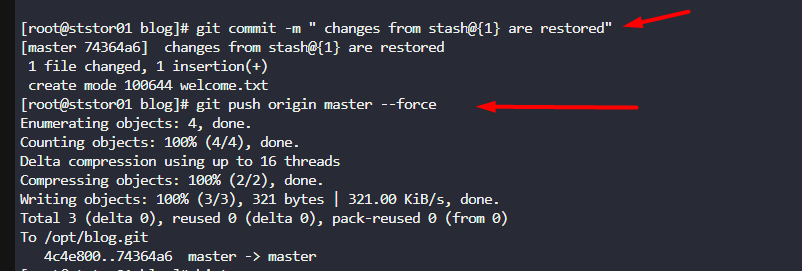 [root@ststor01 blog]# git commit -m " changes from stash@{1} are restored"
[master 74364a6]  changes from stash@{1} are restored
 1 file changed, 1 insertion(+)
 create mode 100644 welcome.txt
[root@ststor01 blog]# git push origin master --force
Enumerating objects: 4, done.
Counting objects: 100% (4/4), done.
Delta compression using up to 16 threads
Compressing objects: 100% (2/2), done.
Writing objects: 100% (3/3), 321 bytes | 321.00 KiB/s, done.
Total 3 (delta 0), reused 0 (delta 0), pack-reused 0 (from 0)
To /opt/blog.git
   4c4e800..74364a6  master -> master